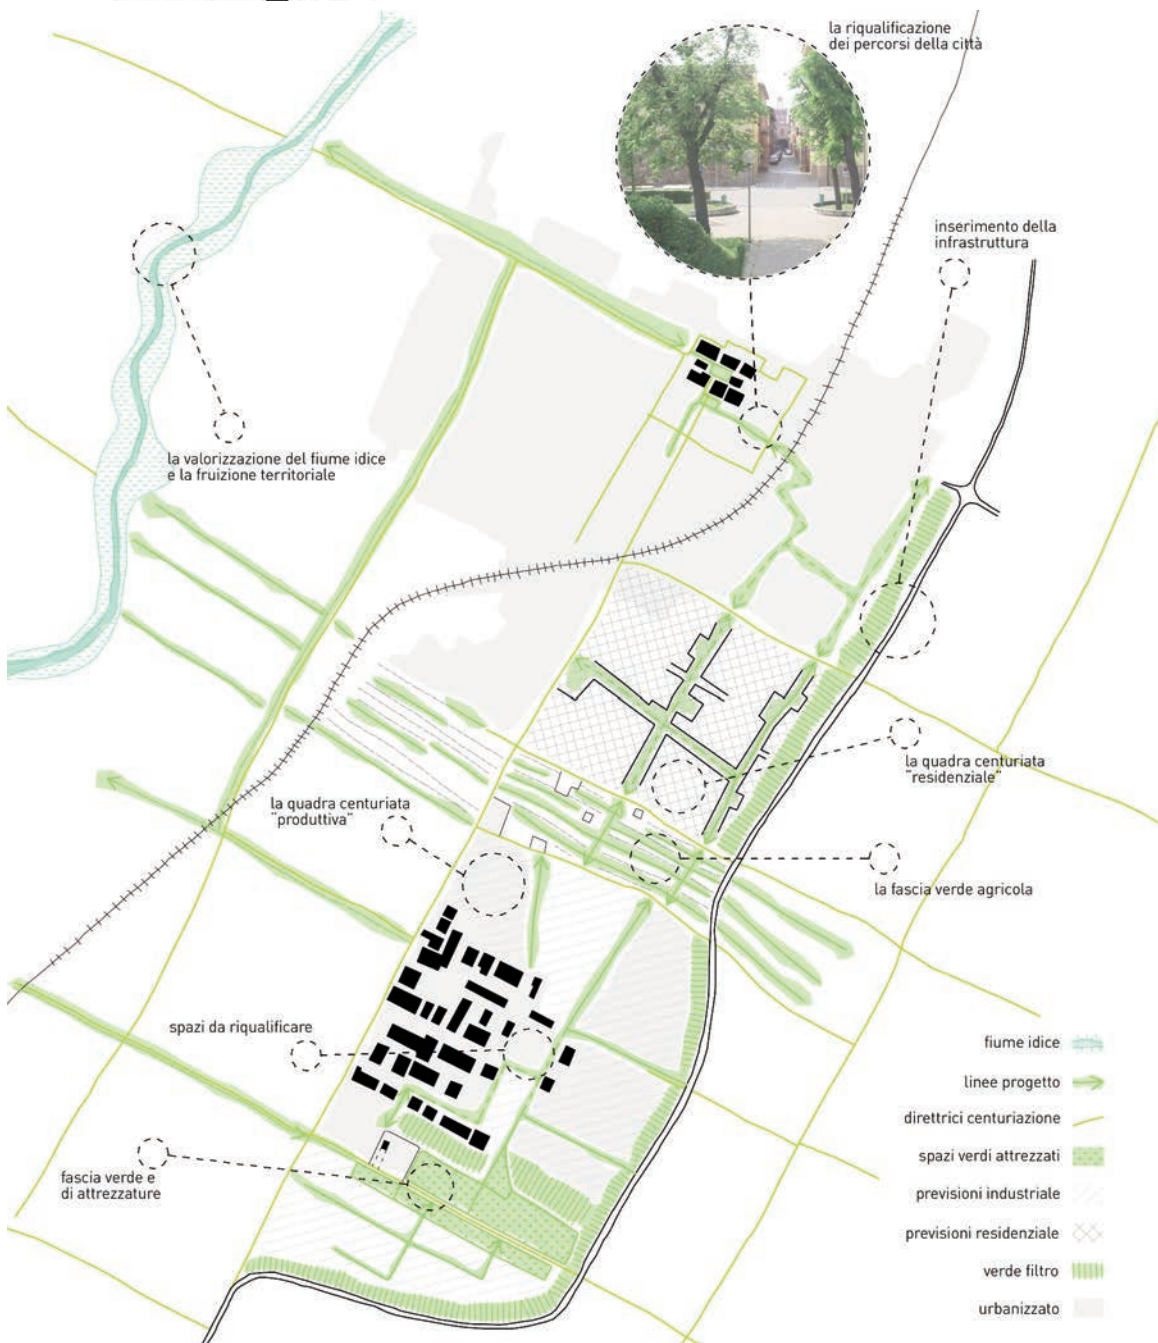 la riqualificazione
dei percorsi della città
inserimento della
infrastruttura
la valorizzazione del fiume idice
e la fruizione territoriale
la quadra centuriata
"residenziale"
la quadra centuriata
"produttiva"
la fascia verde agricola
spazi da riqualificare
fascia verde e
di attrezzature
fiume idice
linee progetto
direttrici centuriazione
spazi verdi attrezzati
previsioni industriale
previsioni residenziale
verde filtro
urbanizzato